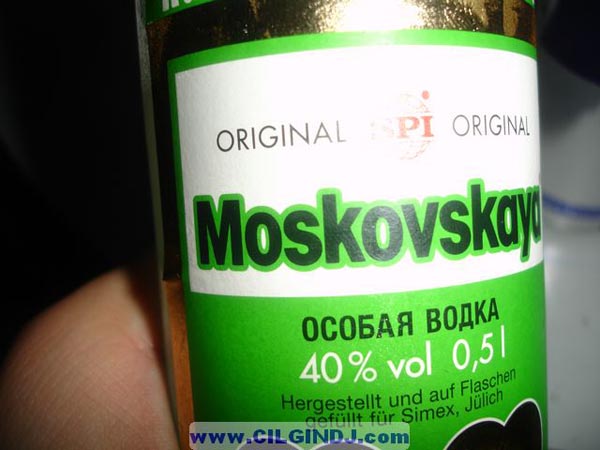 ORIGINAL SPI ORIGINAL
Moskovskaya
ОСОБАЯ ВОДКА
40% vol 0,5 l
Hergestellt und auf Flaschen
gefüllt für Simex, Jülich
www.CILGINDJ.com